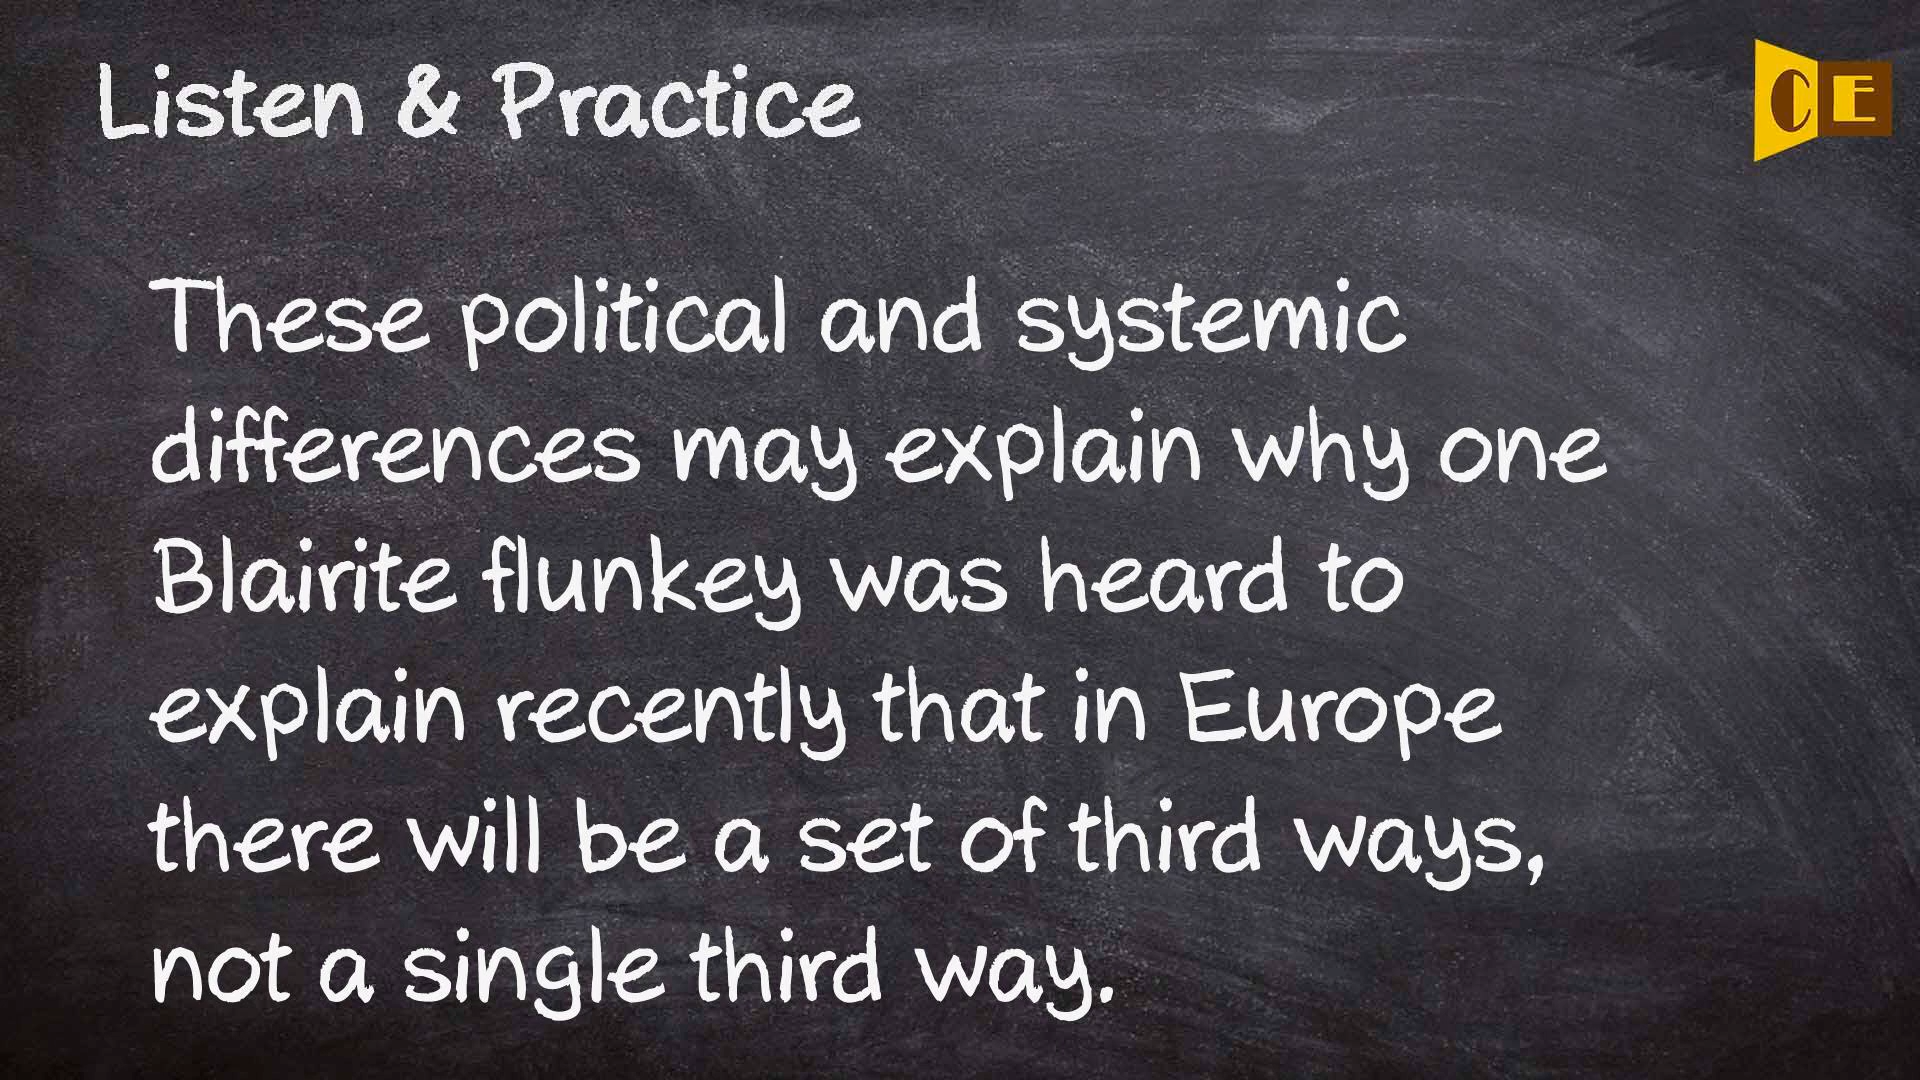 Listen & Practice
CE
These political and systemic
differences may explain why one
Blairite flunkey was heard to
explain recently that in Europe
there will be a set of third ways,
not a single third way.